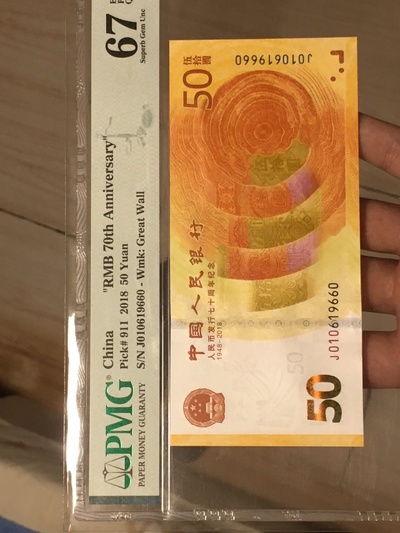 PMG
PAPER MONEY GUARANTY
China
"RMB 70th Anniversary"
Pick# 911 2018 50 Yuan
S/N J010619660 - Wmk: Great Wall
67
Superb Gem Unc
中国人民银行
人民币发行七十周年纪念
1948-2018
50
伍拾圆
J010619660
50
50
J010619660